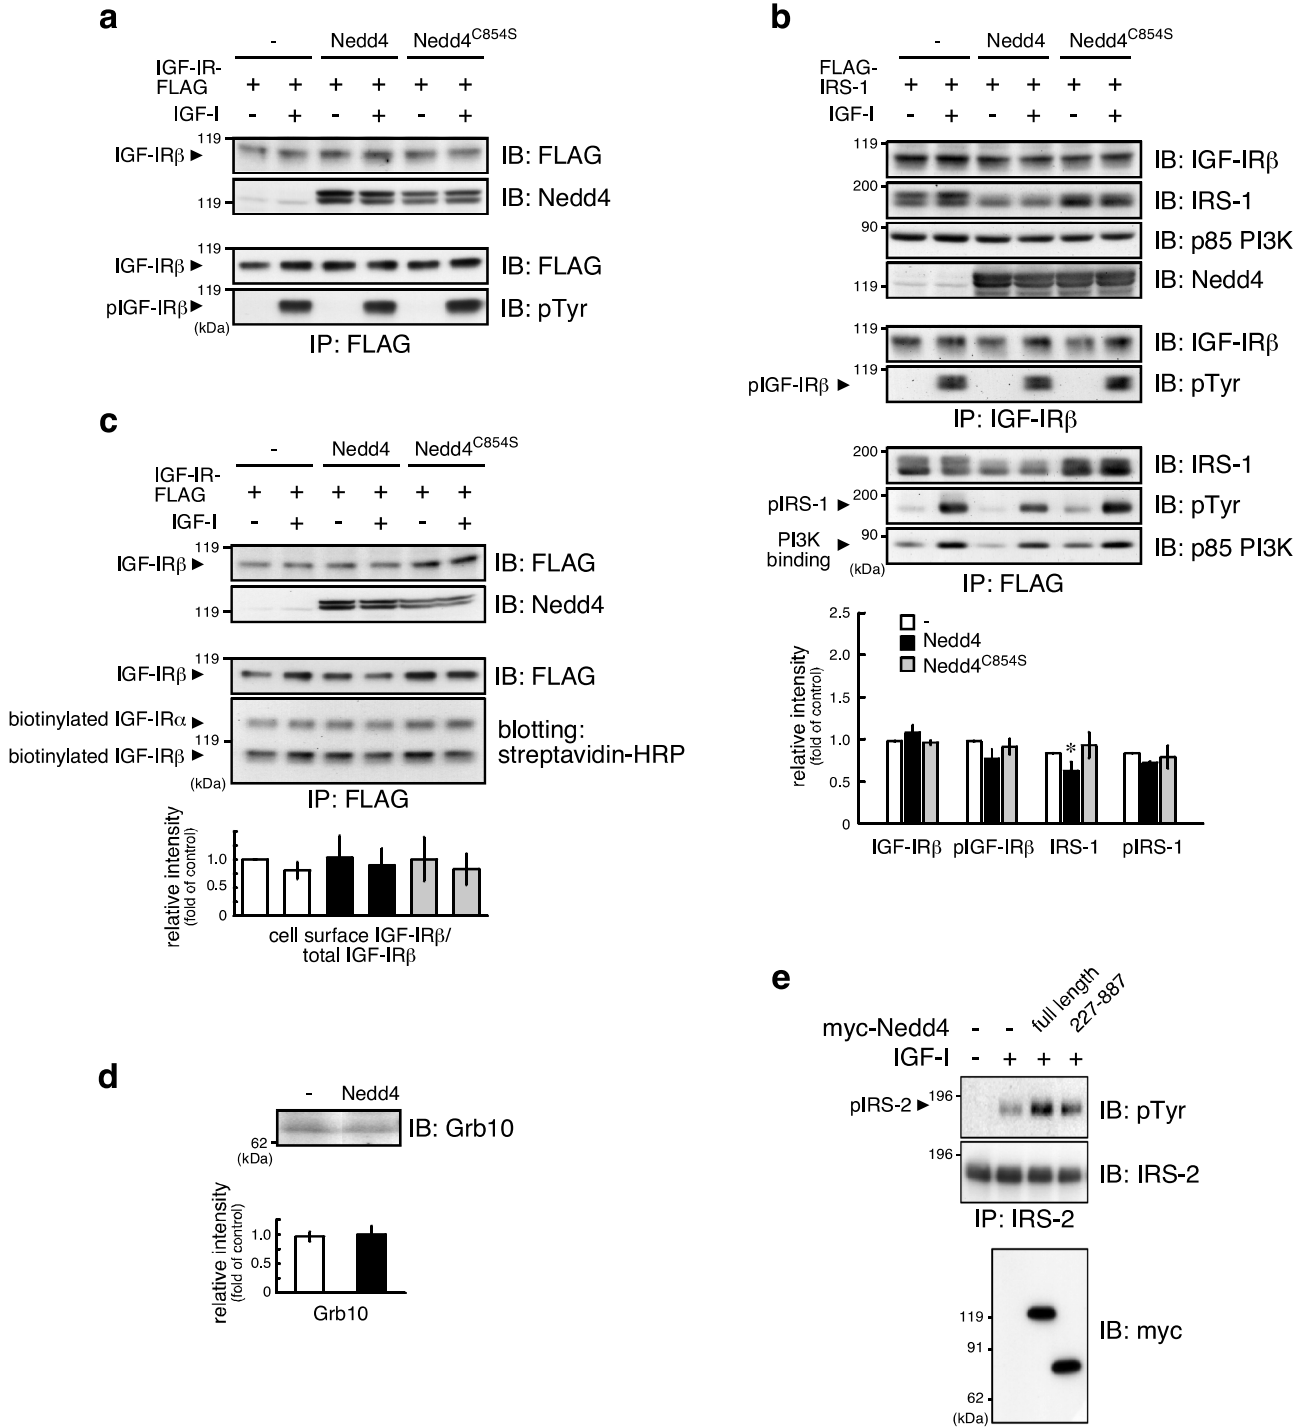 a
- Nedd4 Nedd4C854S
IGF-IR-
FLAG + + + + + +
IGF-I - + - + - +
119
IGF-IRβ ► IB: FLAG
119 IB: Nedd4
119
IGF-IRβ ► IB: FLAG
119
pIGF-IRβ ► IB: pTyr
(kDa)
IP: FLAG
b
- Nedd4 Nedd4C854S
FLAG-
IRS-1 + + + + + +
IGF-I - + - + - +
119 IB: IGF-IRβ
200 IB: IRS-1
90 IB: p85 PI3K
119 IB: Nedd4
119 IB: IGF-IRβ
119
pIGF-IRβ ► IB: pTyr
IP: IGF-IRβ
200 IB: IRS-1
200
pIRS-1 ► IB: pTyr
90
PI3K
binding ► IB: p85 PI3K
(kDa)
IP: FLAG
2.5
2.0
1.5
1.0
0.5
0
relative intensity
(fold of control)
-
Nedd4
Nedd4C854S
*
IGF-IRβ pIGF-IRβ IRS-1 pIRS-1
c
- Nedd4 Nedd4C854S
IGF-IR-
FLAG + + + + + +
IGF-I - + - + - +
119
IGF-IRβ ► IB: FLAG
119 IB: Nedd4
119
IGF-IRβ ► IB: FLAG
biotinylated IGF-IRα ►
119
biotinylated IGF-IRβ ►
blotting:
streptavidin-HRP
(kDa)
IP: FLAG
relative intensity
(fold of control)
1.0
0.5
0
cell surface IGF-IRβ/
total IGF-IRβ
d
- Nedd4
IB: Grb10
62
(kDa)
relative intensity
(fold of control)
1.0
0.5
0
Grb10
e
myc-Nedd4 - - full length 227-887
IGF-I - + + +
196
pIRS-2 ► IB: pTyr
196
IB: IRS-2
IP: IRS-2
119
IB: myc
91
62
(kDa)